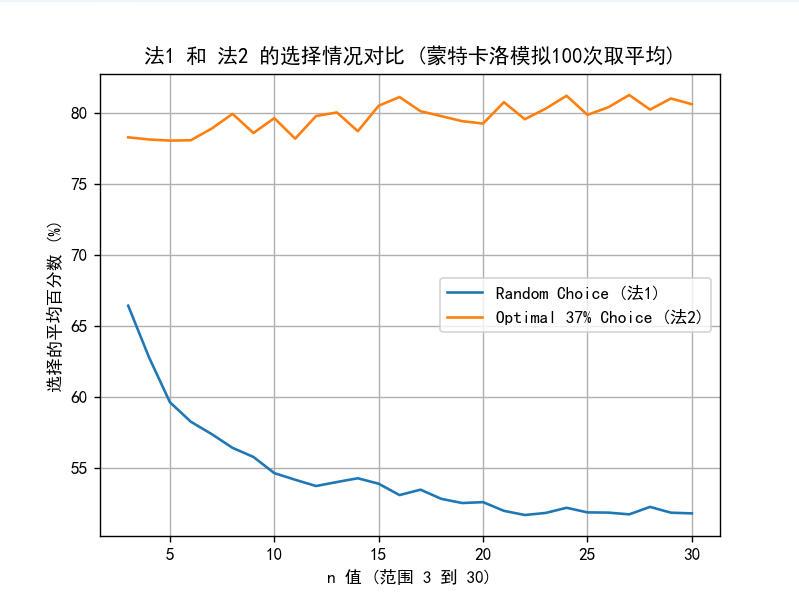 法1 和 法2 的选择情况对比 (蒙特卡洛模拟100次取平均)
选择的平均百分数 (%)
80
75
70
65
60
55
Random Choice (法1)
Optimal 37% Choice (法2)
5 10 15 20 25 30
n 值 (范围 3 到 30)